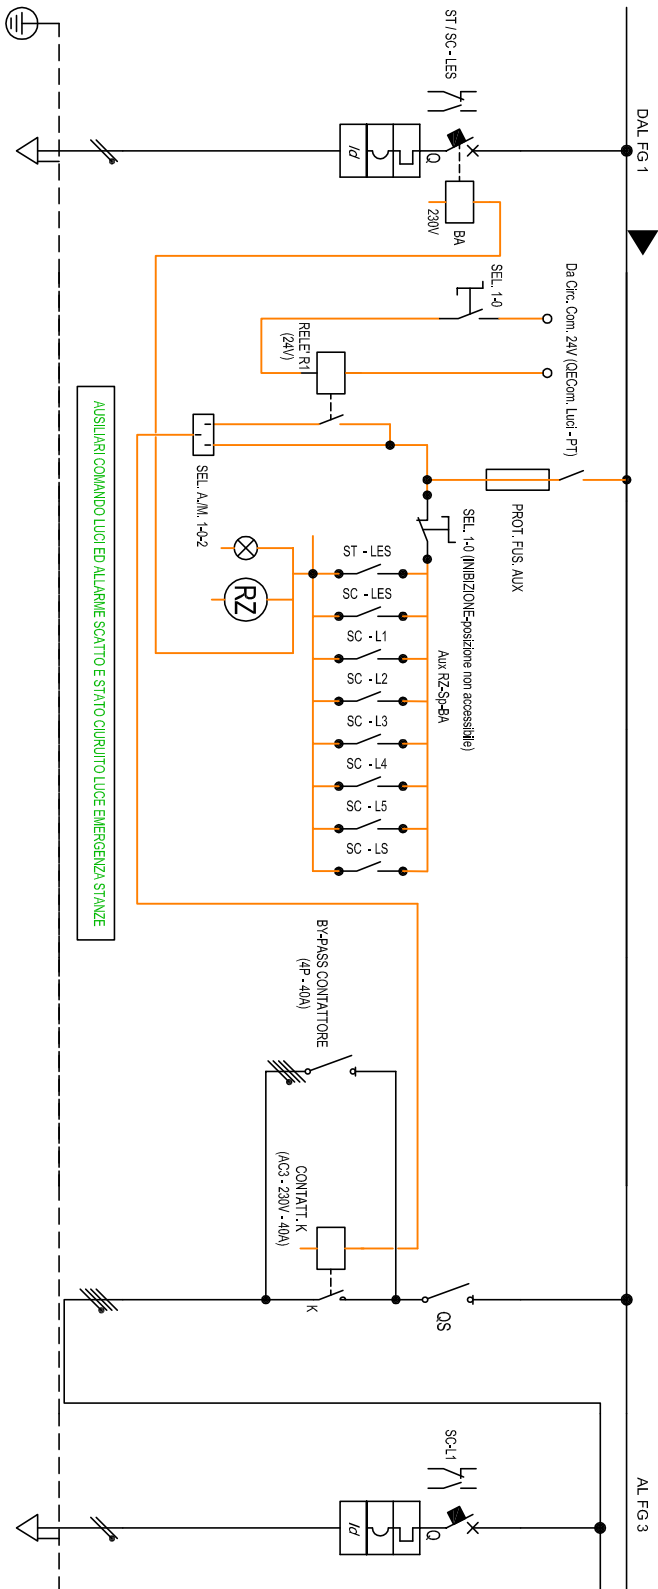 DAL FG 1
ST / SC - LES
Id
Q
BA
230V
Da Circ. Com. 24V (QECom. Luci - PT)
SEL. 1-0
RELE' R1
(24V)
SEL. A./M. 1-0-2
PROT. FUS. AUX
SEL. 1-0 (INIBIZIONE-posizione non accessibile)
Aux RZ-Sp-BA
RZ
ST - LES
SC - LES
SC - L1
SC - L2
SC - L3
SC - L4
SC - L5
SC - LS
AUSILIARI COMANDO LUCI ED ALLARME SCATTO E STATO CIURUITO LUCE EMERGENZA STANZE
BY-PASS CONTATTORE
(4P - 40A)
CONTATT. K
(AC3 - 230V - 40A)
K
QS
AL FG 3
SC-L1
Id
Q